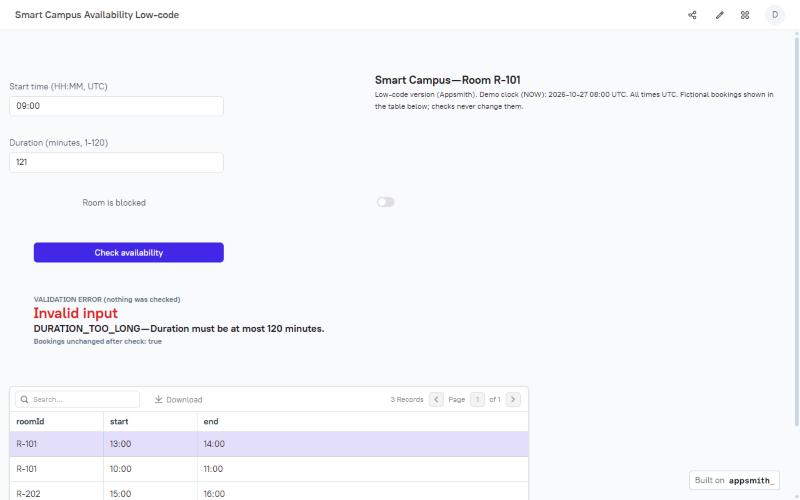 Smart Campus Availability Low-code
D
Start time (HH:MM, UTC)
09:00
Smart Campus—Room R-101
Low-code version (Appsmith). Demo clock (NOW): 2026-10-27 08:00 UTC. All times UTC. Fictional bookings shown in
the table below; checks never change them.
Duration (minutes, 1-120)
121
Room is blocked
Check availability
VALIDATION ERROR (nothing was checked)
Invalid input
DURATION_TOO_LONG—Duration must be at most 120 minutes.
Bookings unchanged after check: true
Search... Download 3 Records Page 1 of 1
roomId start end
R-101 13:00 14:00
R-101 10:00 11:00
R-202 15:00 16:00
Built on appsmith_